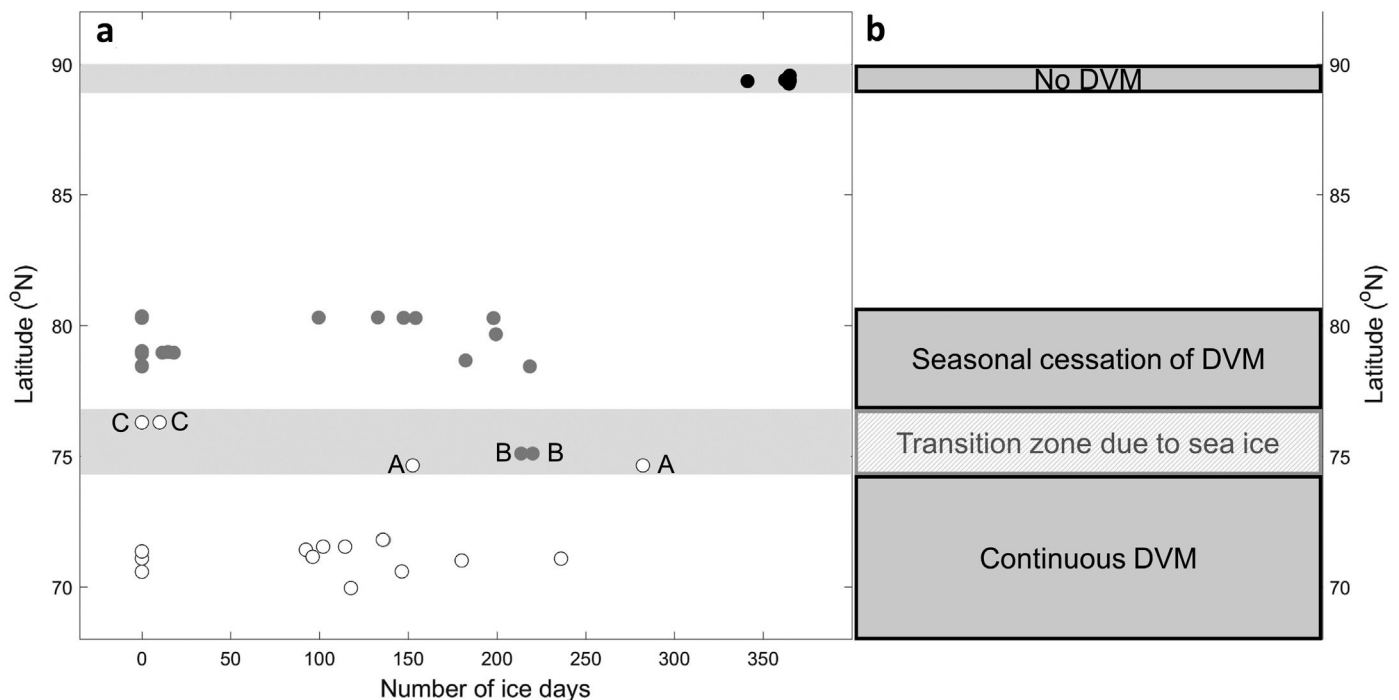 a
b
90
No DVM
90
85
85
Latitude (°N)
80
Seasonal cessation of DVM
80
Latitude (°N)
C C
Transition zone due to sea ice
75
A B B A
75
Continuous DVM
70
70
0 50 100 150 200 250 300 350
Number of ice days